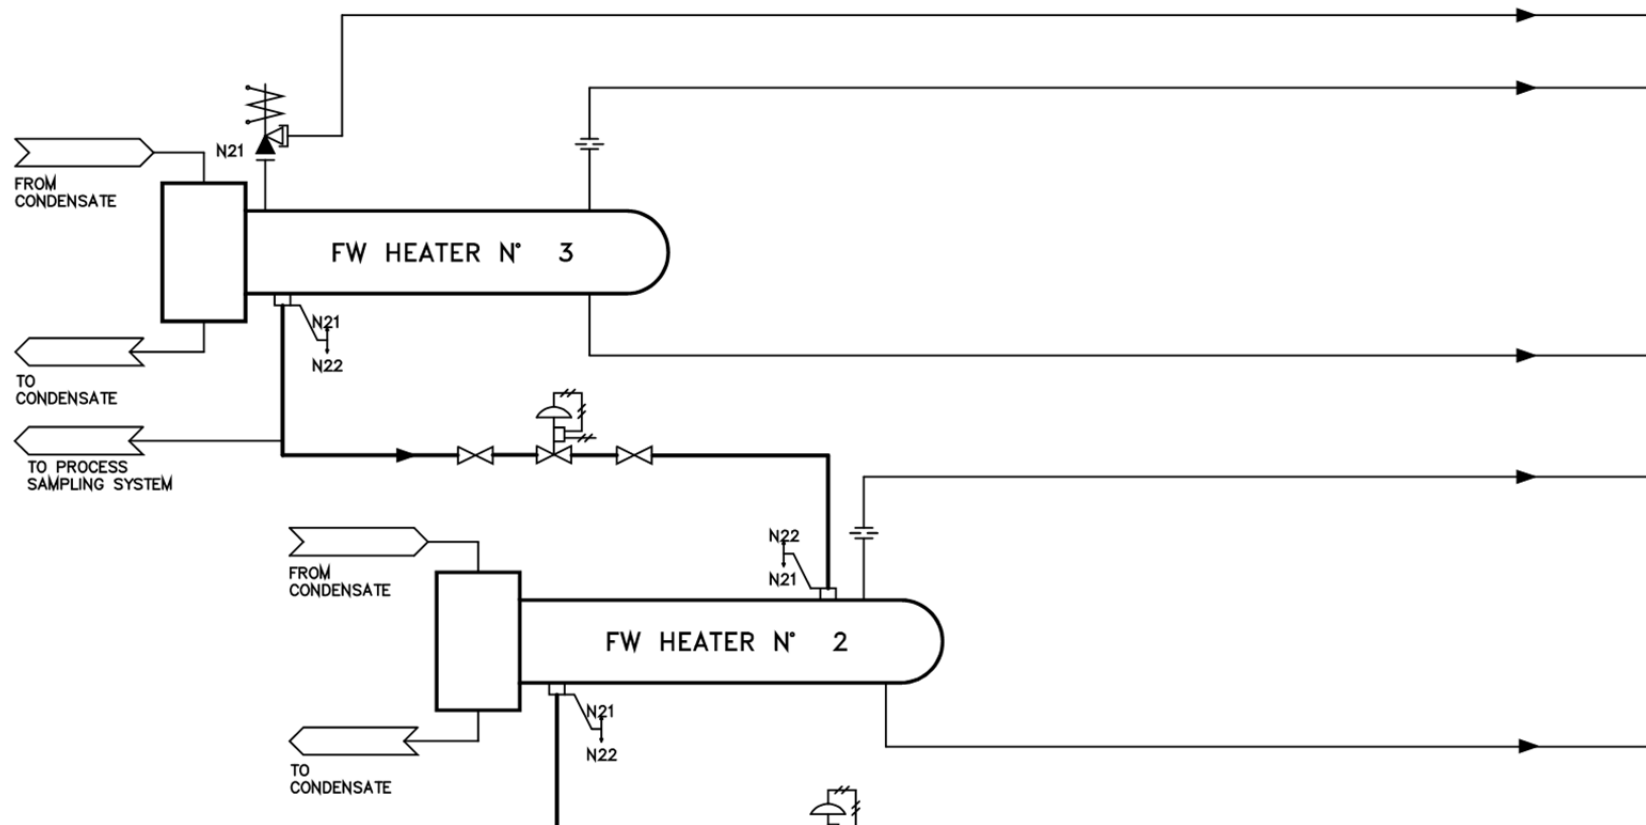 N21
FROM
CONDENSATE
FW HEATER N° 3
N21
N22
TO
CONDENSATE
TO PROCESS
SAMPLING SYSTEM
N22
N21
FROM
CONDENSATE
FW HEATER N° 2
N21
N22
TO
CONDENSATE